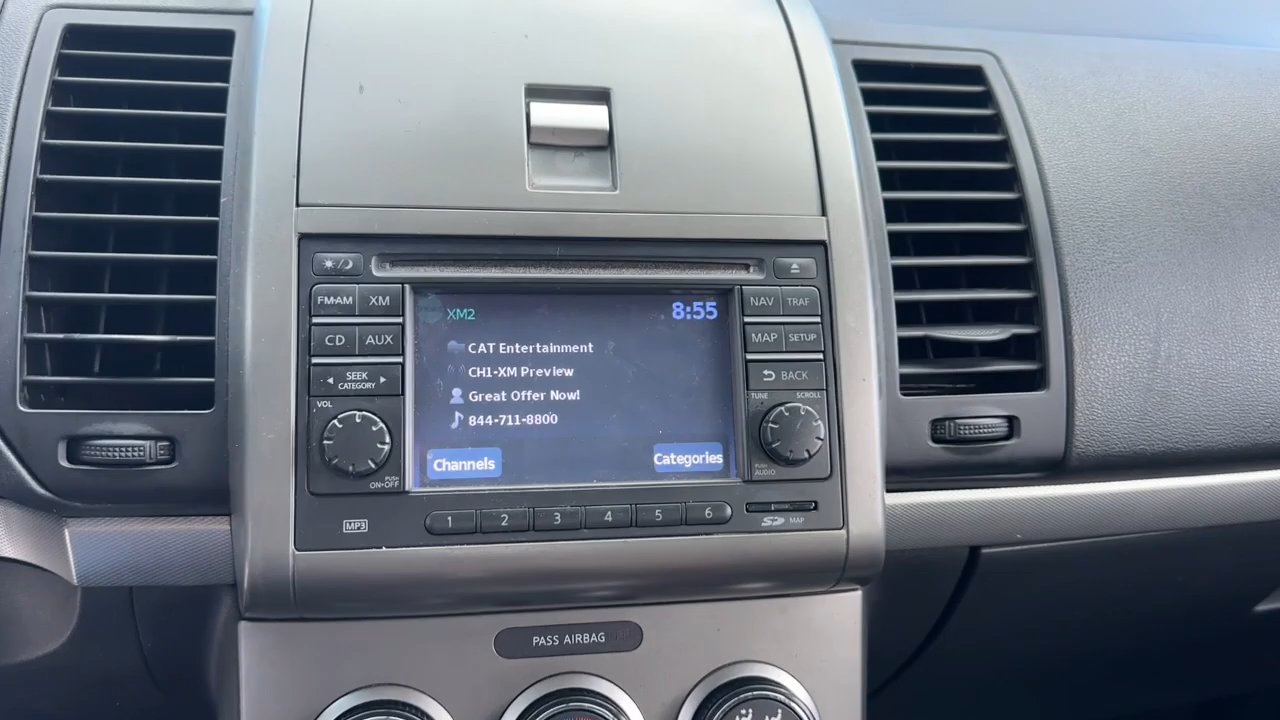 FM•AM XM
CD AUX
SEEK
CATEGORY
VOL
PUSH
ON•OFF
MP3
XM2 8:55
CAT Entertainment
CH1-XM Preview
Great Offer Now!
844-711-8800
Channels Categories
1 2 3 4 5 6
NAV TRAF
MAP SETUP
BACK
TUNE SCROLL
PUSH
AUDIO
SD MAP
PASS AIRBAG